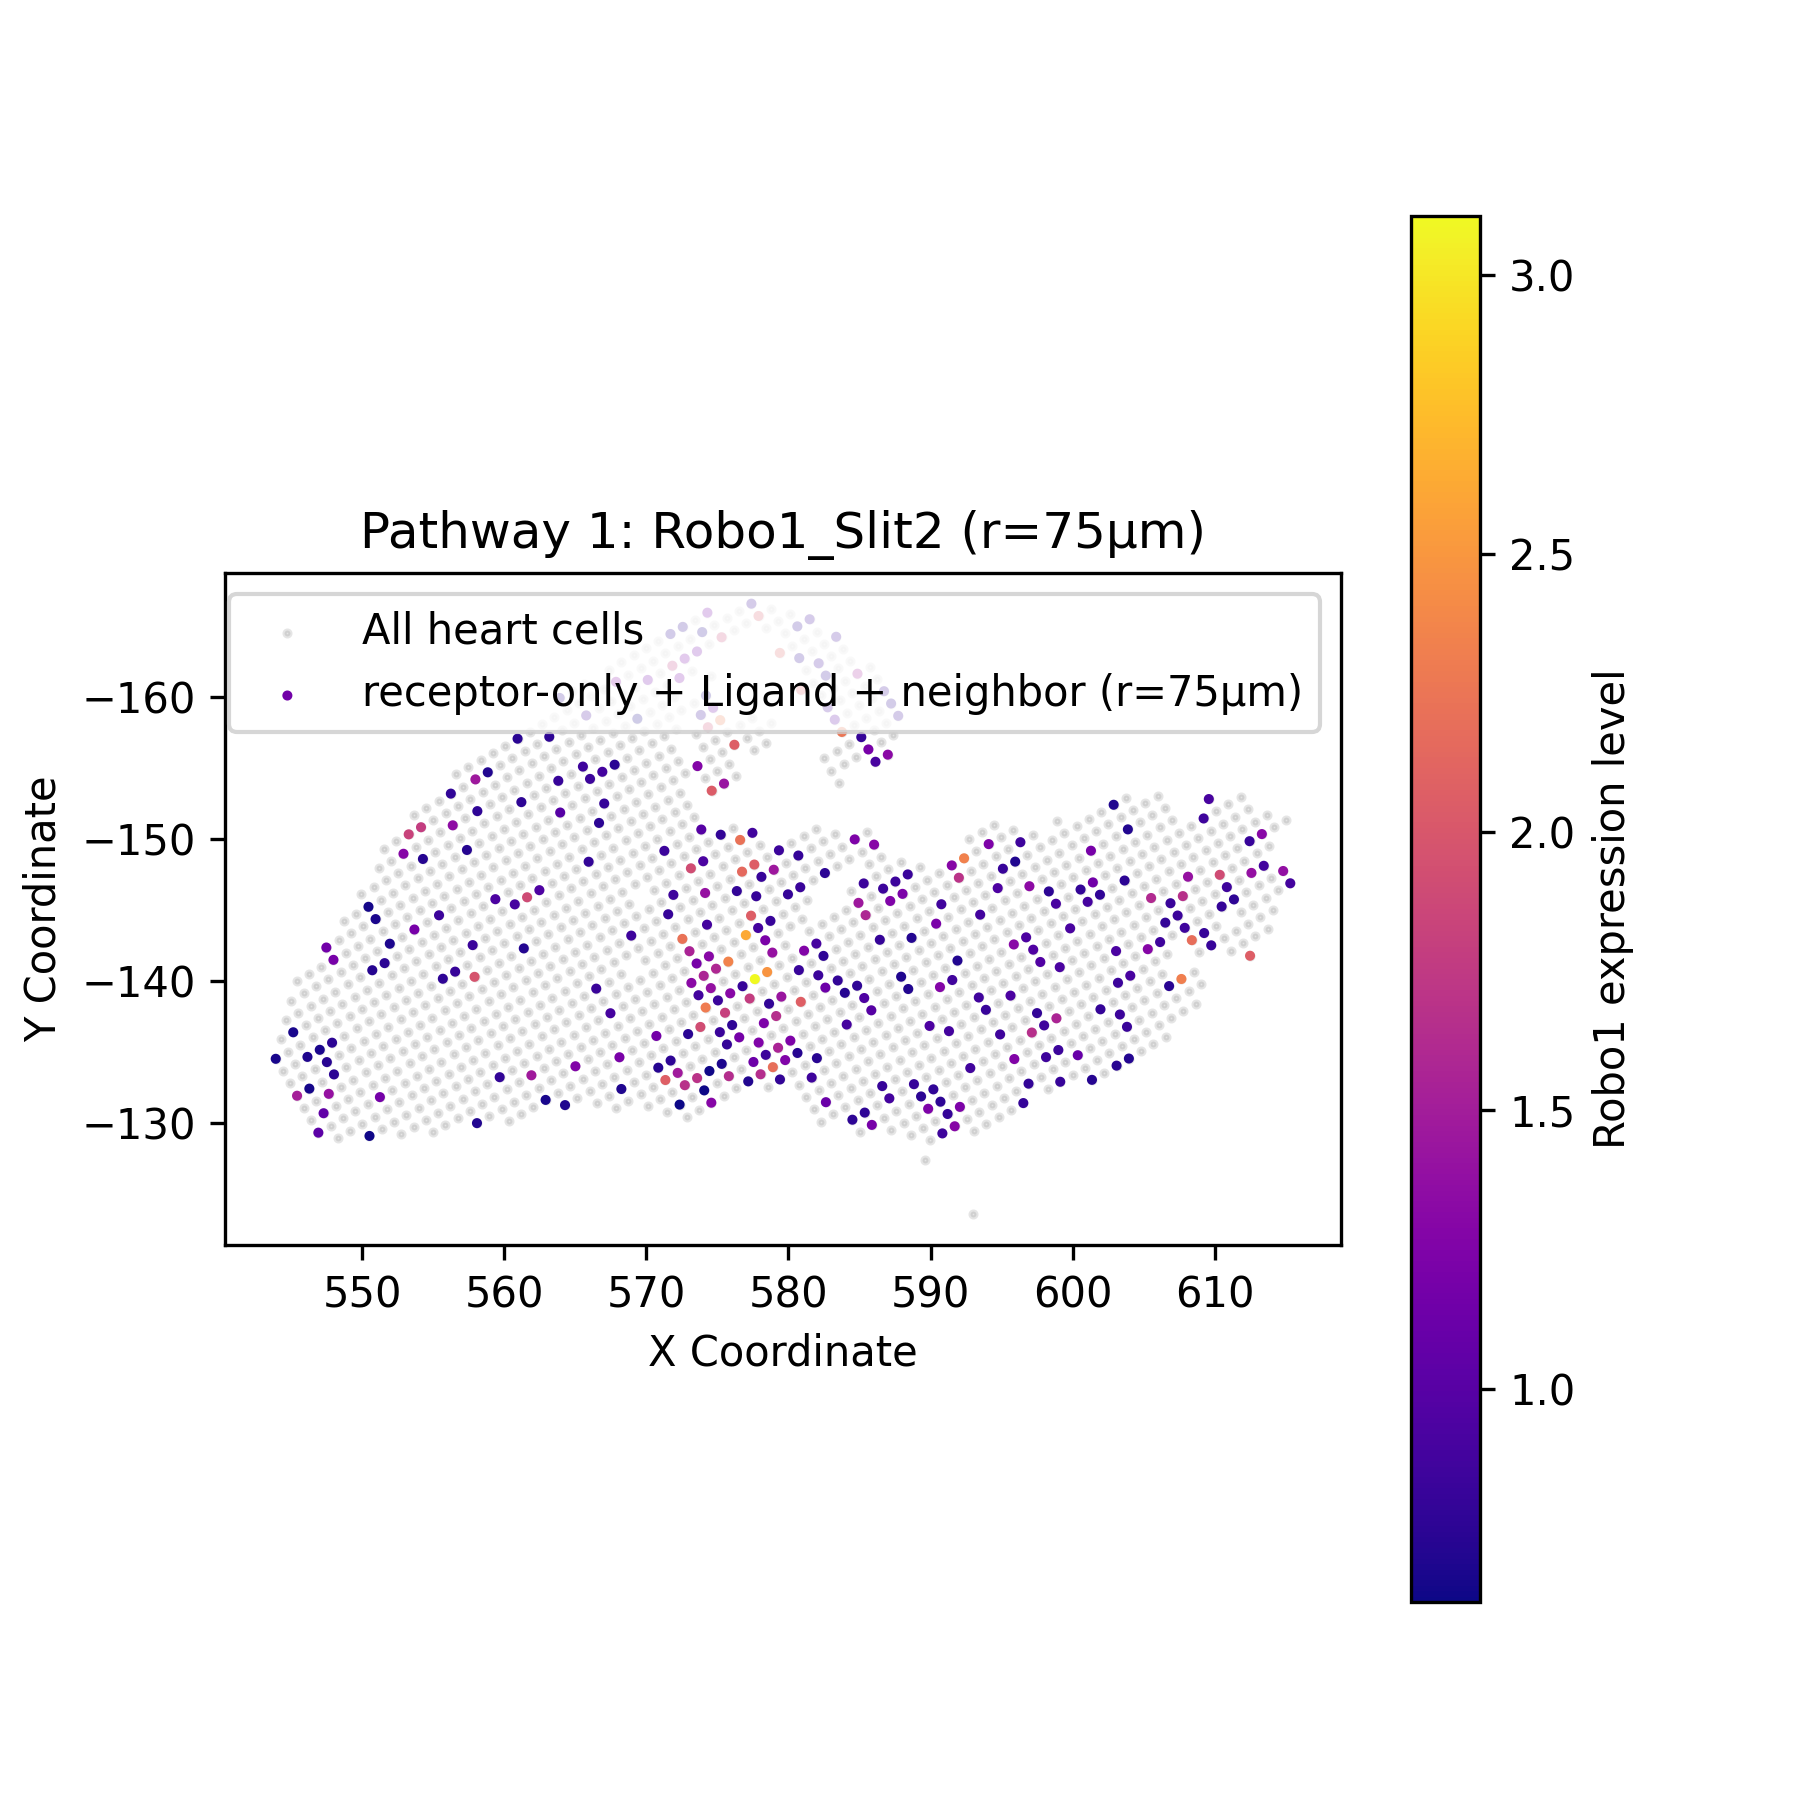 Pathway 1: Robo1_Slit2 (r=75μm)
All heart cells
receptor-only + Ligand + neighbor (r=75μm)
−160
−150
−140
−130
Y Coordinate
550 560 570 580 590 600 610
X Coordinate
3.0
2.5
2.0
1.5
1.0
Robo1 expression level